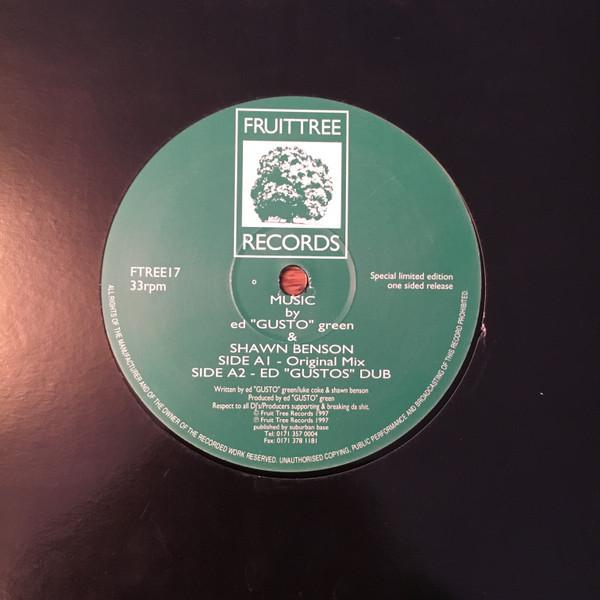 FRUITTREE
RECORDS
FTREE17
33rpm
Special limited edition
one sided release
MUSIC
by
ed "GUSTO" green
&
SHAWN BENSON
SIDE A1 - Original Mix
SIDE A2 - ED "GUSTOS" DUB
Written by ed "GUSTO" green/luke coke & shawn benson
Produced by ed "GUSTO" green
Respect to all DJ's/Producers supporting & breaking da shit.
© Fruit Tree Records 1997
℗ Fruit Tree Records 1997
published by suburban base
Tel: 0171 357 0004
Fax: 0171 378 1181
ALL RIGHTS OF THE MANUFACTURER AND OF THE OWNER OF THE RECORDED WORK RESERVED. UNAUTHORISED COPYING, PUBLIC PERFORMANCE AND BROADCASTING OF THIS RECORD PROHIBITED.